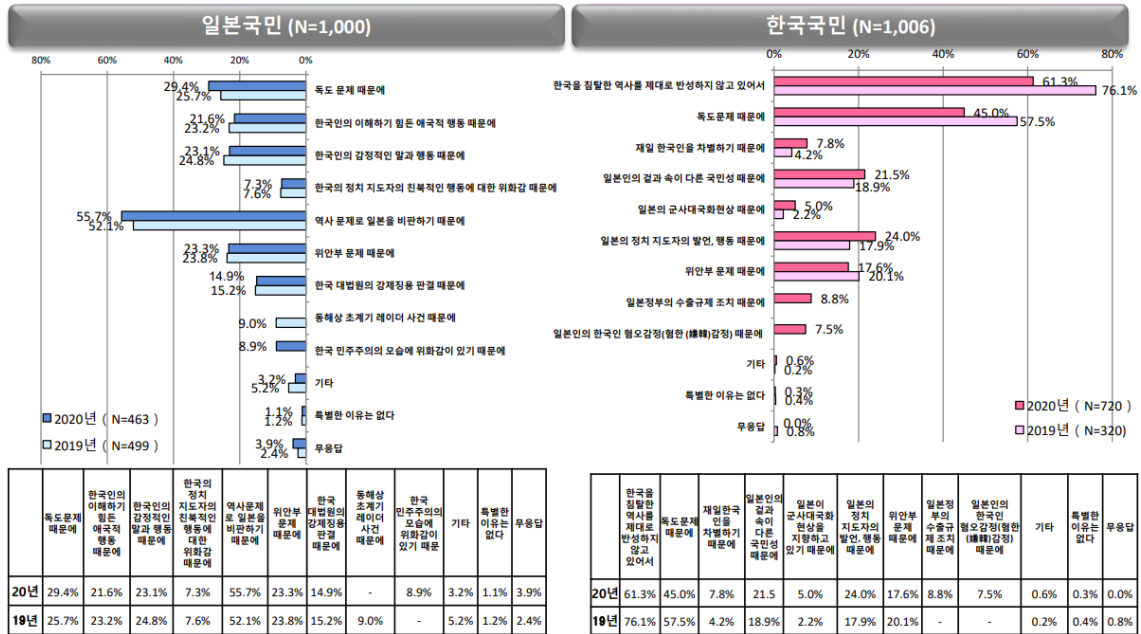 일본국민 (N=1,000)
80% 60% 40% 20% 0%
29.4% 25.7% 독도 문제 때문에
21.6% 23.2% 한국인의 이해하기 힘든 애국적 행동 때문에
23.1% 24.8% 한국인의 감정적인 말과 행동 때문에
7.3% 7.6% 한국의 정치 지도자의 친북적인 행동에 대한 위화감 때문에
55.7% 52.1% 역사 문제로 일본을 비판하기 때문에
23.3% 23.8% 위안부 문제 때문에
14.9% 15.2% 한국 대법원의 강제징용 판결 때문에
9.0% 동해상 초계기 레이더 사건 때문에
8.9% 한국 민주주의의 모습에 위화감이 있기 때문에
3.2% 5.2% 기타
1.1% 1.2% 특별한 이유는 없다
3.9% 2.4% 무응답
2020년 ( N=463)
2019년 ( N=499)
한국국민 (N=1,006)
0% 20% 40% 60% 80%
한국을 침탈한 역사를 제대로 반성하지 않고 있어서 61.3% 76.1%
독도문제 때문에 45.0% 57.5%
재일 한국인을 차별하기 때문에 7.8% 4.2%
일본인의 겉과 속이 다른 국민성 때문에 21.5% 18.9%
일본의 군사대국화현상 때문에 5.0% 2.2%
일본의 정치 지도자의 발언, 행동 때문에 24.0% 17.9%
위안부 문제 때문에 17.6% 20.1%
일본정부의 수출규제 조치 때문에 8.8%
일본인의 한국인 혐오감정(혐한 (嫌韓)감정) 때문에 7.5%
기타 0.6% 0.2%
특별한 이유는 없다 0.3% 0.4%
무응답 0.0% 0.8%
2020년 ( N=720)
2019년 ( N=320)
독도문제 때문에 한국인의 이해하기 힘든 애국적 행동 때문에 한국인의 감정적인 말과 행동 때문에 한국의 정치 지도자의 친북적인 행동에 대한 위화감 때문에 역사문제로 일본을 비판하기 때문에 위안부 문제 때문에 한국 대법원의 강제징용 판결 때문에 동해상 초계기 레이더 사건 때문에 한국 민주주의의 모습에 위화감이 있기 때문 기타 특별한 이유는 없다 무응답
20년 29.4% 21.6% 23.1% 7.3% 55.7% 23.3% 14.9% - 8.9% 3.2% 1.1% 3.9%
19년 25.7% 23.2% 24.8% 7.6% 52.1% 23.8% 15.2% 9.0% - 5.2% 1.2% 2.4%
한국을 침탈한 역사를 제대로 반성하지 않고 있어서 독도문제 때문에 재일한국인을 차별하기 때문에 일본인의 겉과 속이 다른 국민성 때문에 일본이 군사대국화 현상을 지향하고 있기 때문에 일본의 정치 지도자의 발언, 행동 때문에 위안부 문제 때문에 일본정부의 수출규제 조치 때문에 일본인의 한국인 혐오감정(혐한(嫌韓)감정) 때문에 기타 특별한 이유는 없다 무응답
20년 61.3% 45.0% 7.8% 21.5 5.0% 24.0% 17.6% 8.8% 7.5% 0.6% 0.3% 0.0%
19년 76.1% 57.5% 4.2% 18.9% 2.2% 17.9% 20.1% - - 0.2% 0.4% 0.8%